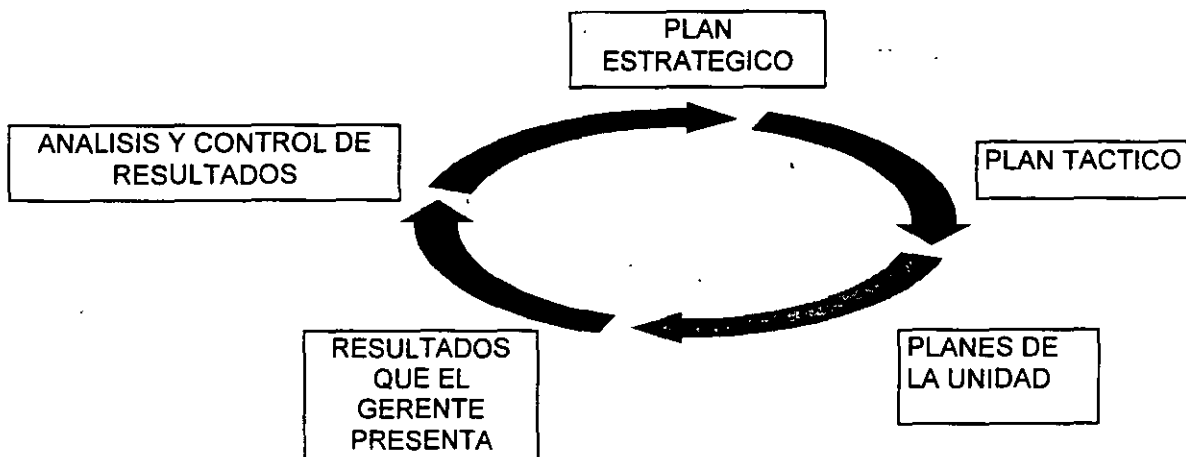 PLAN
ESTRATEGICO
PLAN TACTICO
PLANES DE
LA UNIDAD
RESULTADOS
QUE EL
GERENTE
PRESENTA
ANALISIS Y CONTROL DE
RESULTADOS